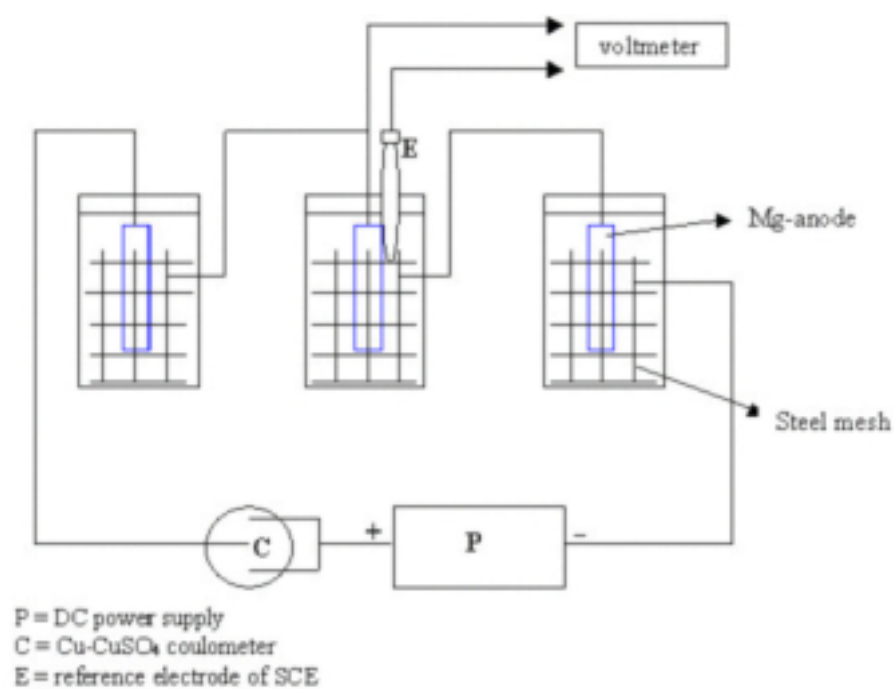 voltmeter
E
Mg-anode
Steel mesh
C
+
P
-
P = DC power supply
C = Cu-CuSO₄ coulometer
E = reference electrode of SCE